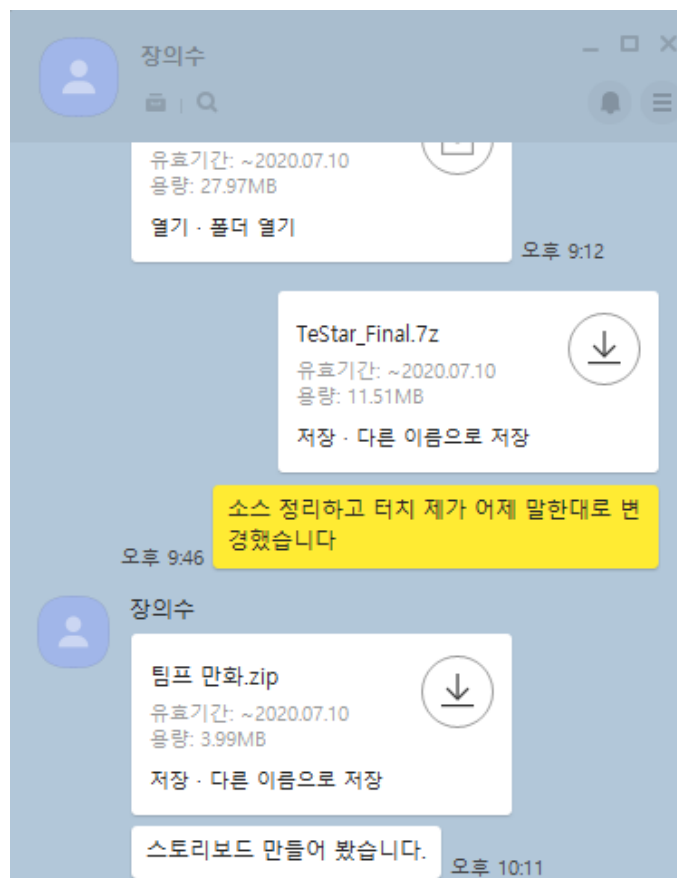 장의수
유효기간: ~2020.07.10
용량: 27.97MB
열기 · 폴더 열기
오후 9:12
TeStar_Final.7z
유효기간: ~2020.07.10
용량: 11.51MB
저장 · 다른 이름으로 저장
소스 정리하고 터치 제가 어제 말한대로 변
경했습니다
오후 9:46
장의수
팀프 만화.zip
유효기간: ~2020.07.10
용량: 3.99MB
저장 · 다른 이름으로 저장
스토리보드 만들어 봤습니다.
오후 10:11